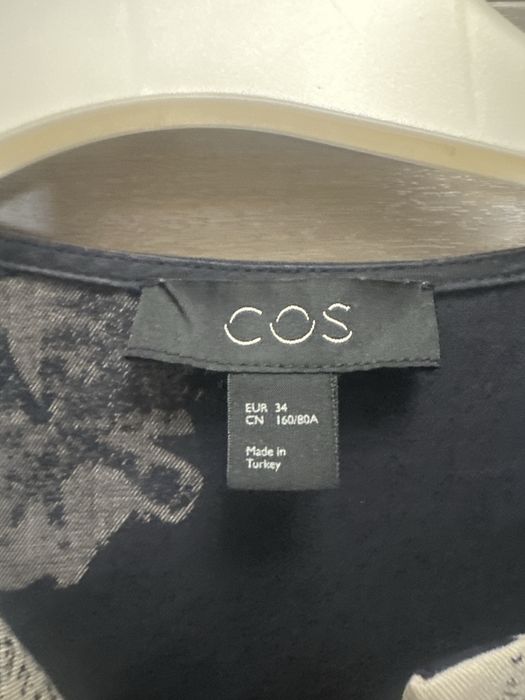 COS
EUR 34
CN 160/80A
Made in
Turkey